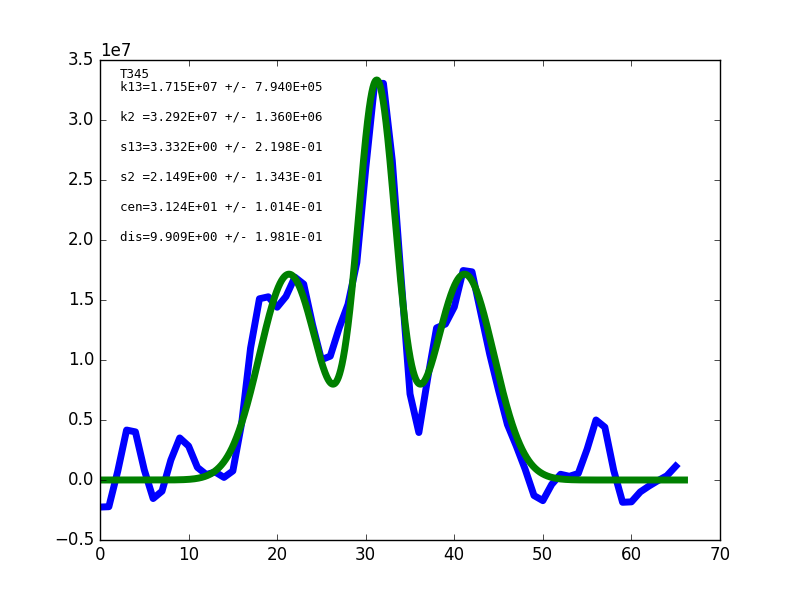 1e7
3.5
3.0
2.5
2.0
1.5
1.0
0.5
0.0
−0.5
T345
k13=1.715E+07 +/- 7.940E+05
k2 =3.292E+07 +/- 1.360E+06
s13=3.332E+00 +/- 2.198E-01
s2 =2.149E+00 +/- 1.343E-01
cen=3.124E+01 +/- 1.014E-01
dis=9.909E+00 +/- 1.981E-01
0 10 20 30 40 50 60 70